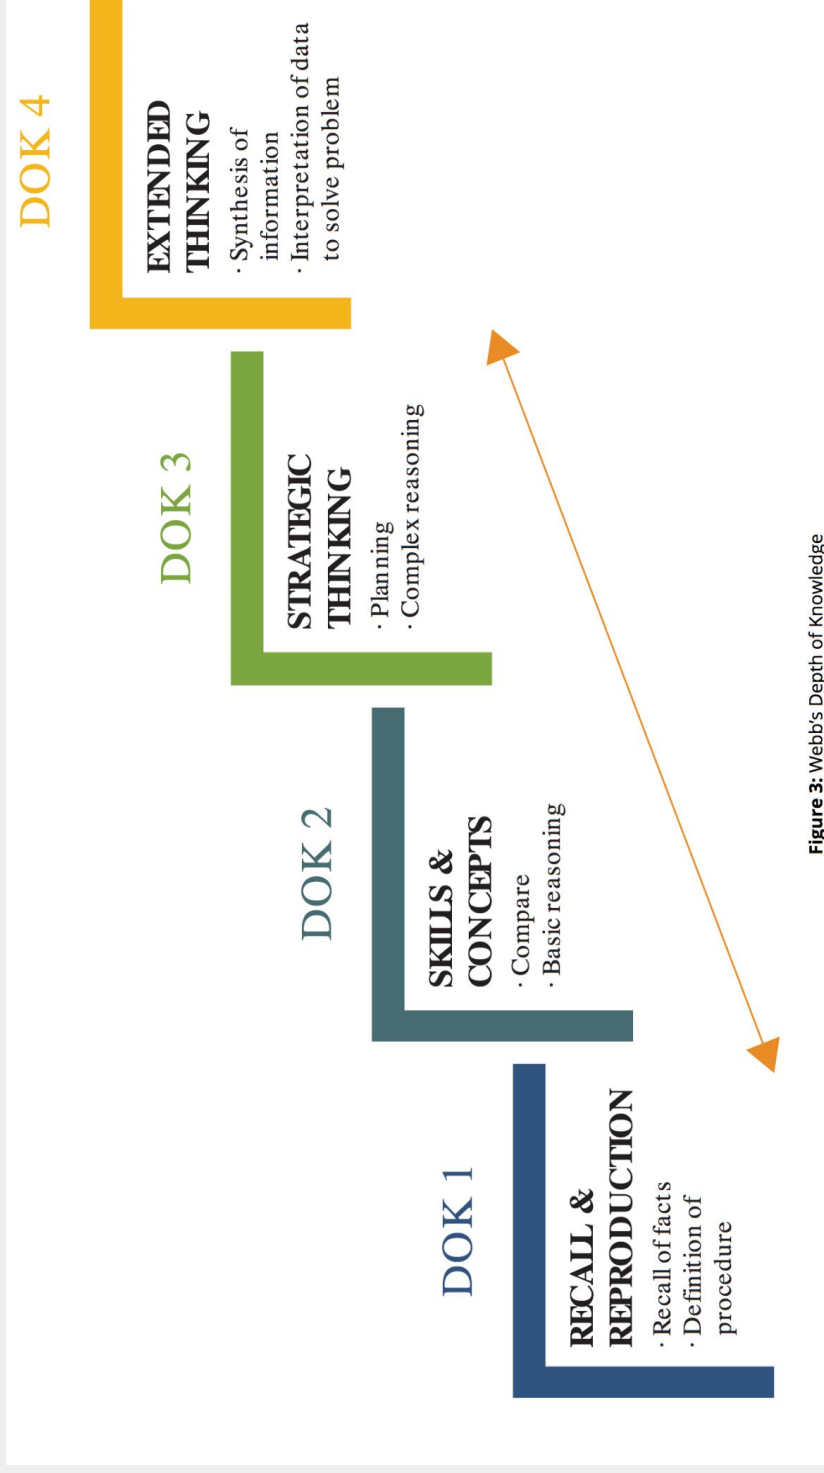 DOK 1
RECALL &
REPRODUCTION
· Recall of facts
· Definition of
procedure
DOK 2
SKILLS &
CONCEPTS
· Compare
· Basic reasoning
DOK 3
STRATEGIC
THINKING
· Planning
· Complex reasoning
DOK 4
EXTENDED
THINKING
· Synthesis of
information
· Interpretation of data
to solve problem
Figure 3: Webb's Depth of Knowledge